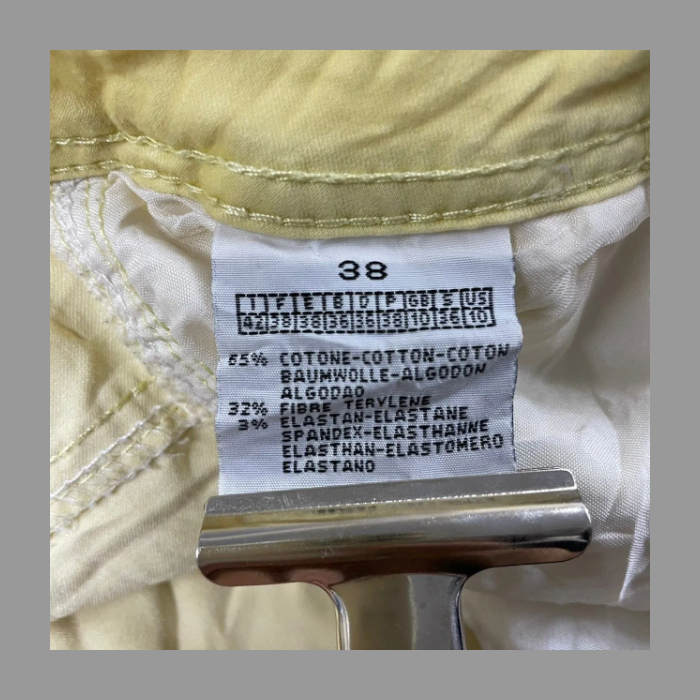 38
I F E B D P GB S US
42 38 38 36 36 38 10 36 10
65% COTONE-COTTON-COTON
BAUMWOLLE-ALGODON
ALGODAO
32% FIBRE TERYLENE
3% ELASTAN-ELASTANE
SPANDEX-ELASTHANNE
ELASTHAN-ELASTOMERO
ELASTANO